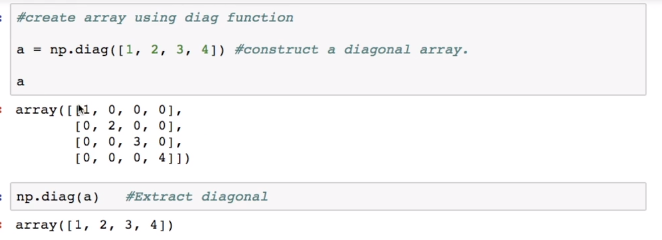 #create array using diag function
a = np.diag([1, 2, 3, 4]) #construct a diagonal array.
a
array([[1, 0, 0, 0],
[0, 2, 0, 0],
[0, 0, 3, 0],
[0, 0, 0, 4]])
np.diag(a) #Extract diagonal
array([1, 2, 3, 4])